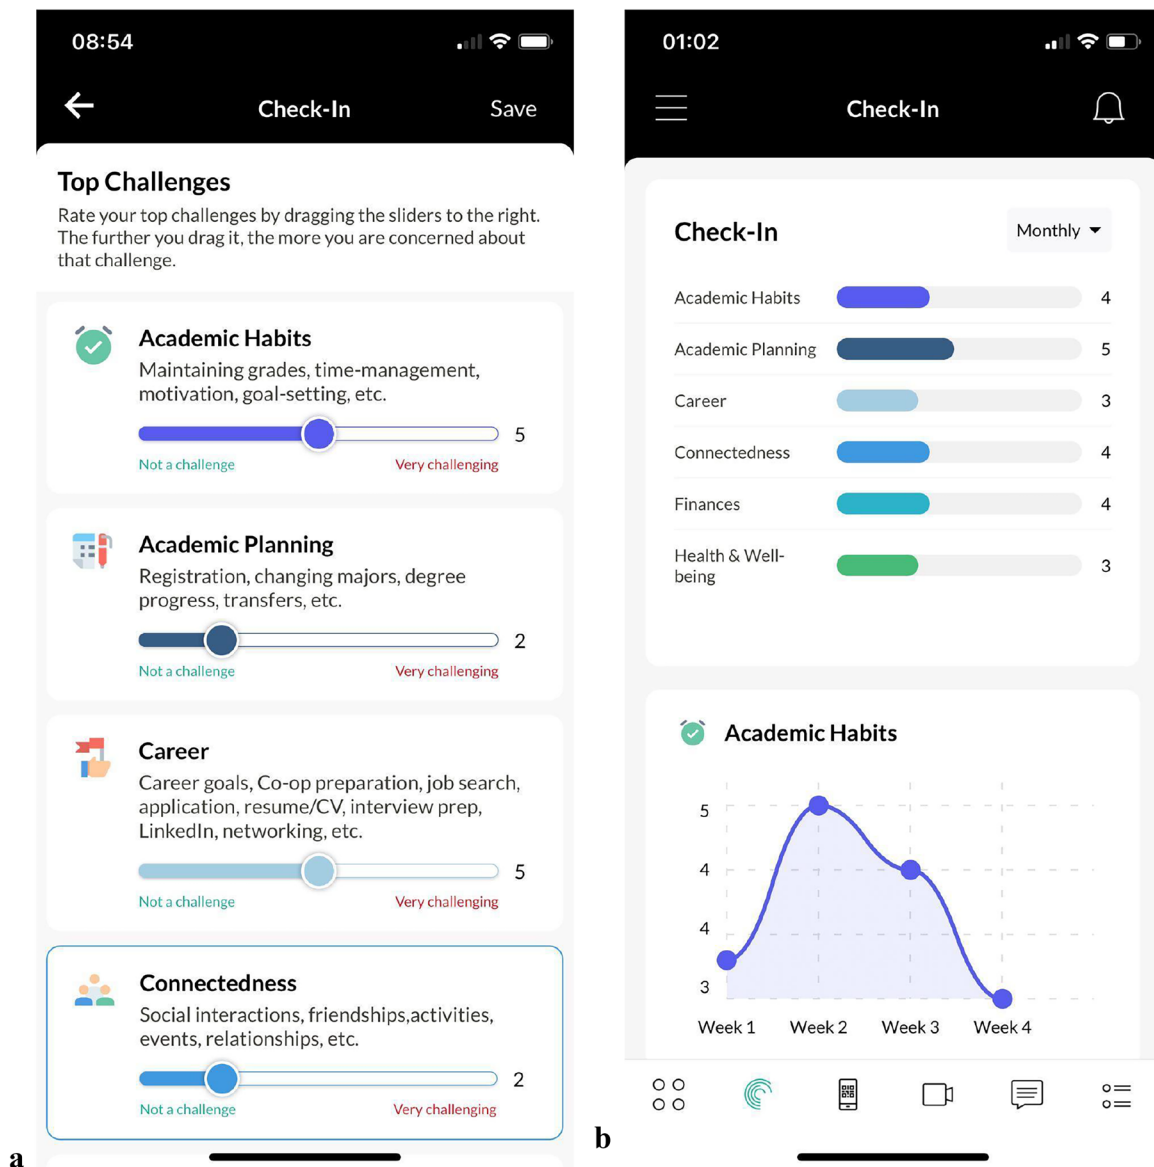 08:54
Check-In
Save
Top Challenges
Rate your top challenges by dragging the sliders to the right.
The further you drag it, the more you are concerned about
that challenge.
Academic Habits
Maintaining grades, time-management,
motivation, goal-setting, etc.
5
Not a challenge
Very challenging
Academic Planning
Registration, changing majors, degree
progress, transfers, etc.
2
Not a challenge
Very challenging
Career
Career goals, Co-op preparation, job search,
application, resume/CV, interview prep,
LinkedIn, networking, etc.
5
Not a challenge
Very challenging
Connectedness
Social interactions, friendships,activities,
events, relationships, etc.
2
Not a challenge
Very challenging
a
01:02
Check-In
Check-In
Monthly
Academic Habits 4
Academic Planning 5
Career 3
Connectedness 4
Finances 4
Health & Well-
being 3
Academic Habits
5
4
4
3
Week 1 Week 2 Week 3 Week 4
b